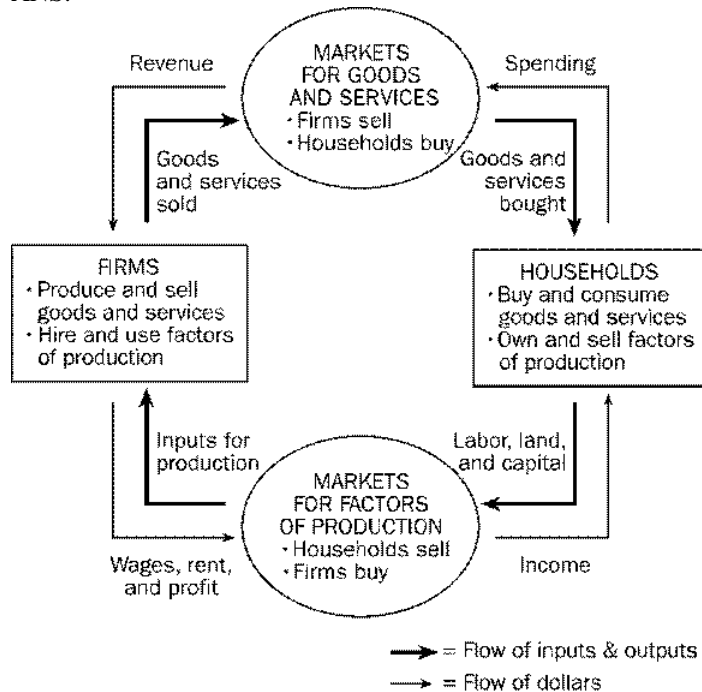 ANS:
MARKETS
FOR GOODS
AND SERVICES
• Firms sell
• Households buy
Revenue
Spending
Goods
and services
sold
Goods and
services
bought
FIRMS
• Produce and sell
goods and services
• Hire and use factors
of production
HOUSEHOLDS
• Buy and consume
goods and services
• Own and sell factors
of production
Inputs for
production
Labor, land,
and capital
MARKETS
FOR FACTORS
OF PRODUCTION
• Households sell
• Firms buy
Wages, rent,
and profit
Income
= Flow of inputs & outputs
= Flow of dollars